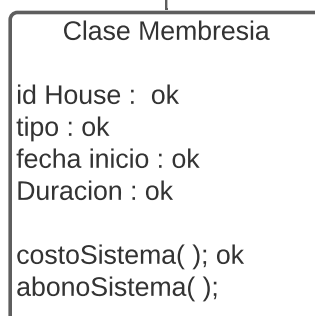 Clase Membresia
id House :  ok
tipo : ok
fecha inicio : ok
Duracion : ok
costoSistema( ); ok
abonoSistema( );